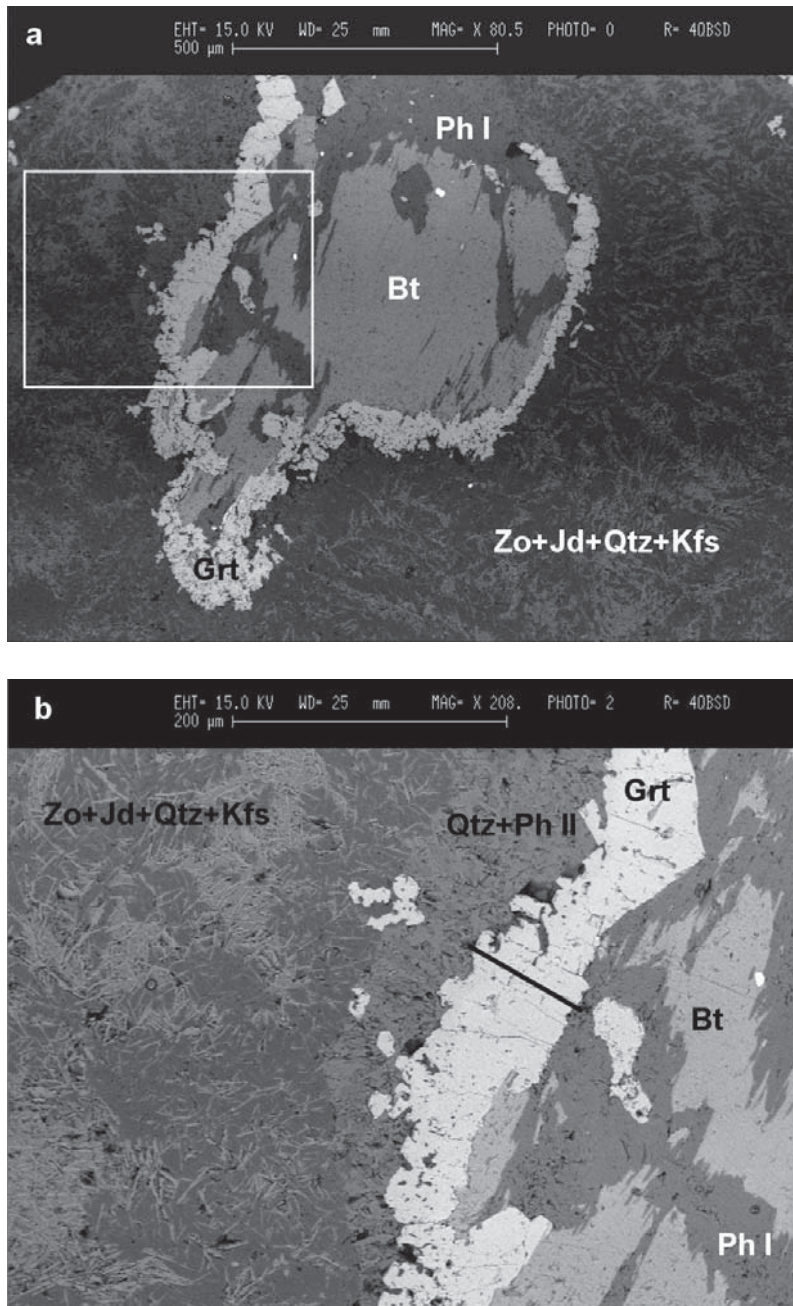 a
EHT= 15.0 KV WD= 25 mm MAG= X 80.5 PHOTO= 0 R= 4QBSD
500 µm
Ph I
Bt
Zo+Jd+Qtz+Kfs
Grt
b
EHT= 15.0 KV WD= 25 mm MAG= X 208. PHOTO= 2 R= 4QBSD
200 µm
Zo+Jd+Qtz+Kfs
Qtz+Ph II
Grt
Bt
Ph I